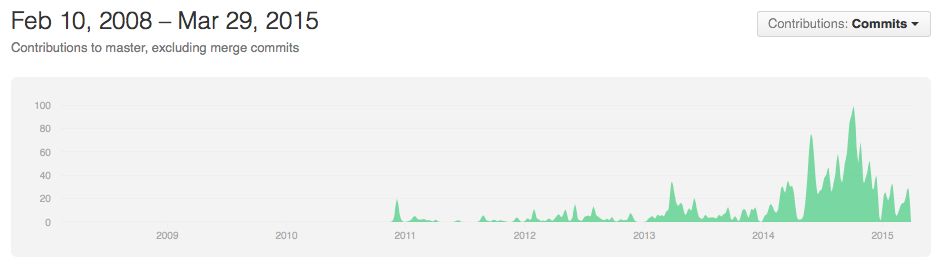 Feb 10, 2008 – Mar 29, 2015
Contributions: Commits
Contributions to master, excluding merge commits
100
80
60
40
20
0
2009 2010 2011 2012 2013 2014 2015